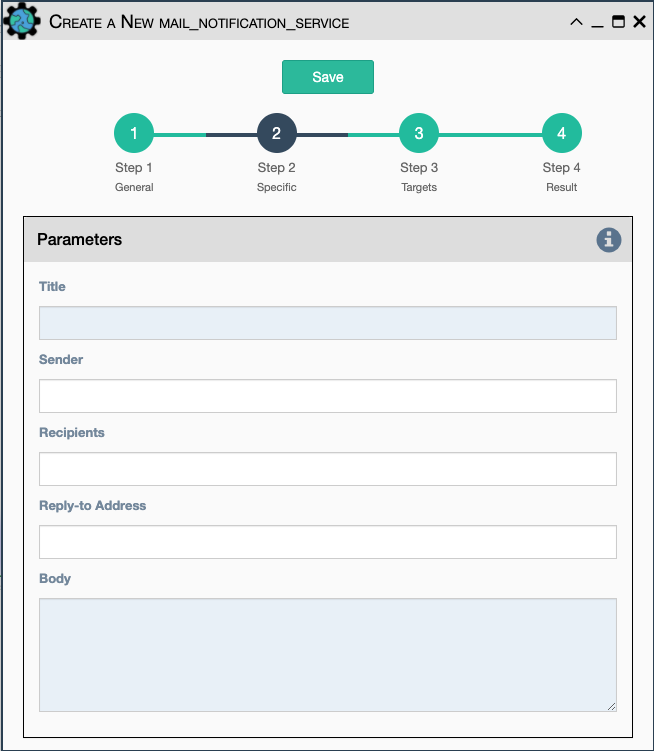 Create a New mail_notification_service
Save
1 2 3 4
Step 1 Step 2 Step 3 Step 4
General Specific Targets Result
Parameters
Title
Sender
Recipients
Reply-to Address
Body